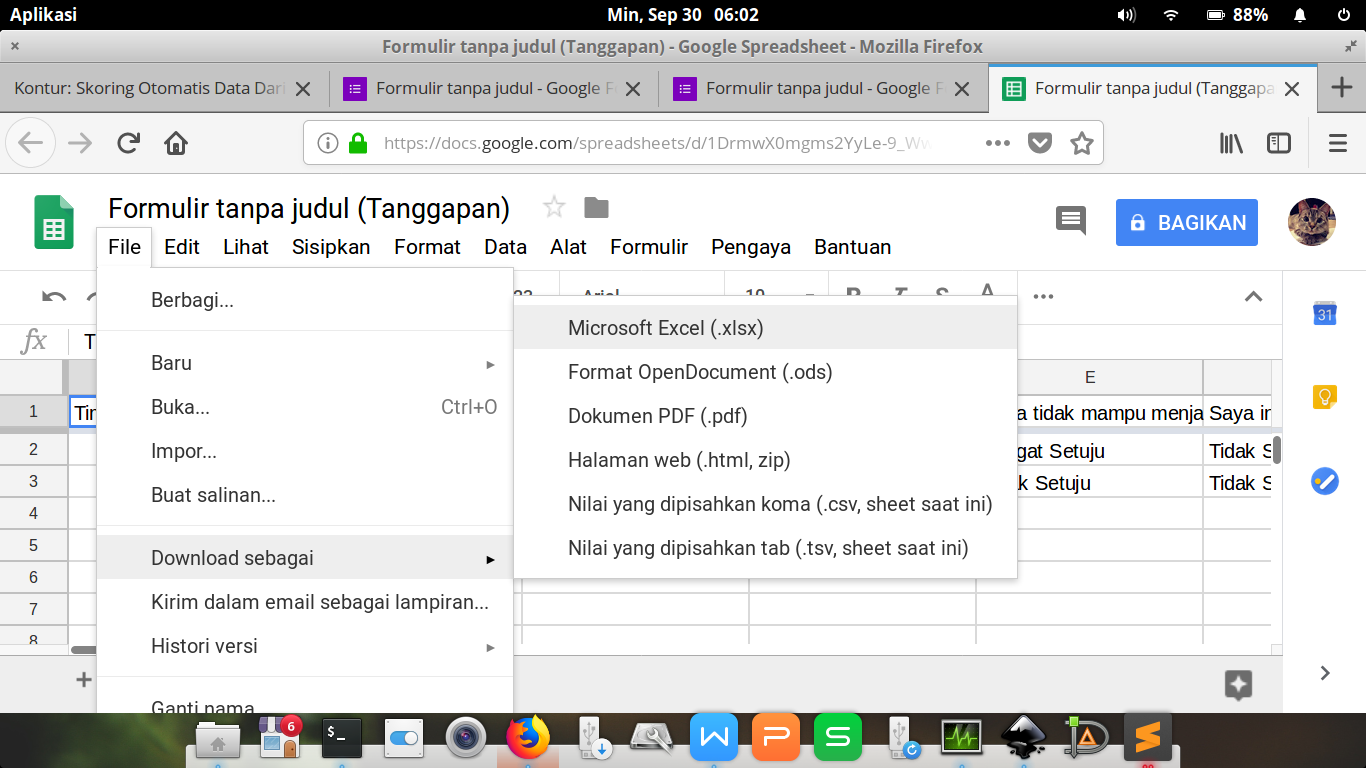 Aplikasi
Min, Sep 30 06:02
88%
Formulir tanpa judul (Tanggapan) - Google Spreadsheet - Mozilla Firefox
Kontur: Skoring Otomatis Data Dari
Formulir tanpa judul - Google F
Formulir tanpa judul - Google F
Formulir tanpa judul (Tanggapa
https://docs.google.com/spreadsheets/d/1DrmwX0mgms2YyLe-9_Ww
Formulir tanpa judul (Tanggapan)
File Edit Lihat Sisipkan Format Data Alat Formulir Pengaya Bantuan
BAGIKAN
Berbagi...
Baru
Buka... Ctrl+O
Impor...
Buat salinan...
Download sebagai
Kirim dalam email sebagai lampiran...
Histori versi
Ganti nama
Microsoft Excel (.xlsx)
Format OpenDocument (.ods)
Dokumen PDF (.pdf)
Halaman web (.html, zip)
Nilai yang dipisahkan koma (.csv, sheet saat ini)
Nilai yang dipisahkan tab (.tsv, sheet saat ini)
31
fx T
E
1 Tim a tidak mampu menja Saya in
2 gat Setuju Tidak S
3 k Setuju Tidak S
4
5
6
7
8
6
$_
W P S